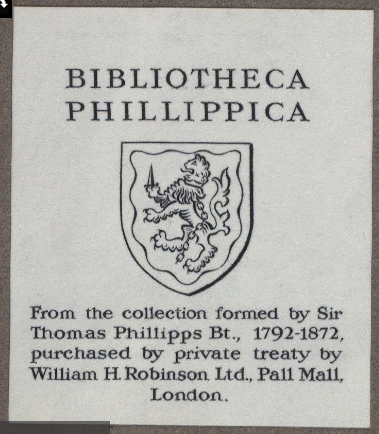 BIBLIOTHECA
PHILLIPPICA
From the collection formed by Sir
Thomas Phillipps Bt., 1792-1872,
purchased by private treaty by
William H. Robinson Ltd., Pall Mall,
London.